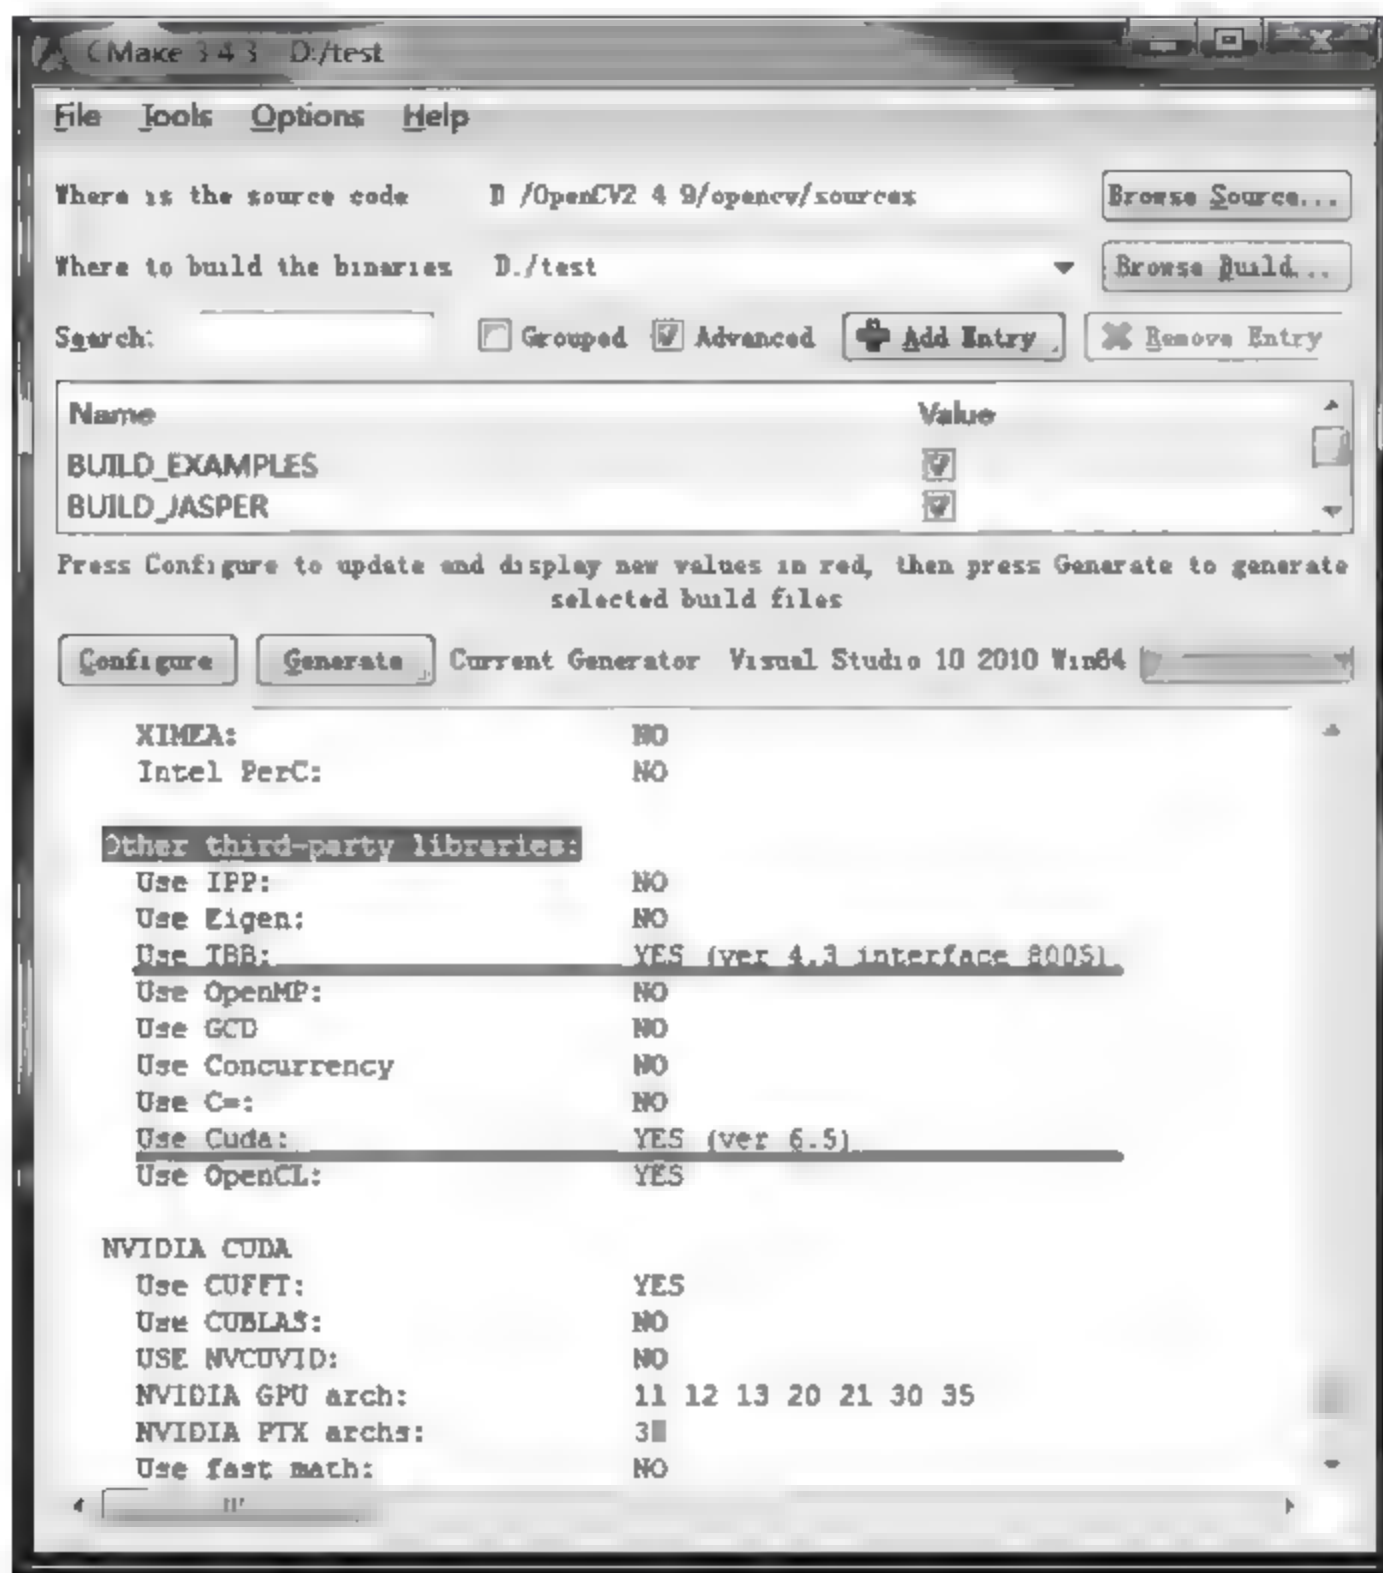 CMake 3 4 3 D:/test
File Tools Options Help
Where is the source code D /OpenCV2 4 9/opencv/sources Browse Source...
Where to build the binaries D./test Browse Build...
Search: Grouped Advanced Add Entry Remove Entry
Name Value
BUILD_EXAMPLES
BUILD_JASPER
Press Configure to update and display new values in red, then press Generate to generate
selected build files
Configure Generate Current Generator Visual Studio 10 2010 Win64
XIMEA: NO
Intel PerC: NO
Other third-party libraries:
Use IPP: NO
Use Eigen: NO
Use TBB: YES (ver 4.3 interface 8005)
Use OpenMP: NO
Use GCD NO
Use Concurrency NO
Use C=: NO
Use Cuda: YES (ver 6.5)
Use OpenCL: YES
NVIDIA CUDA
Use CUFFT: YES
Use CUBLAS: NO
USE NVCUVID: NO
NVIDIA GPU arch: 11 12 13 20 21 30 35
NVIDIA PTX archs:
Use fast math: NO